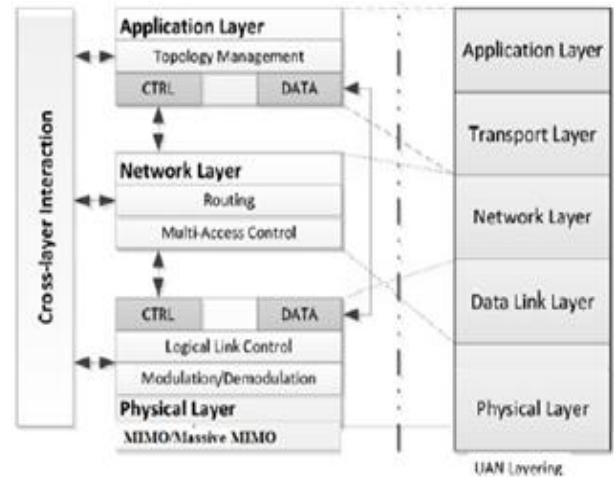 Cross-layer Interaction
Application Layer
Topology Management
CTRL DATA
Network Layer
Routing
Multi-Access Control
CTRL DATA
Logical Link Control
Modulation/Demodulation
Physical Layer
MIMO/Massive MIMO
Application Layer
Transport Layer
Network Layer
Data Link Layer
Physical Layer
UAN Layering